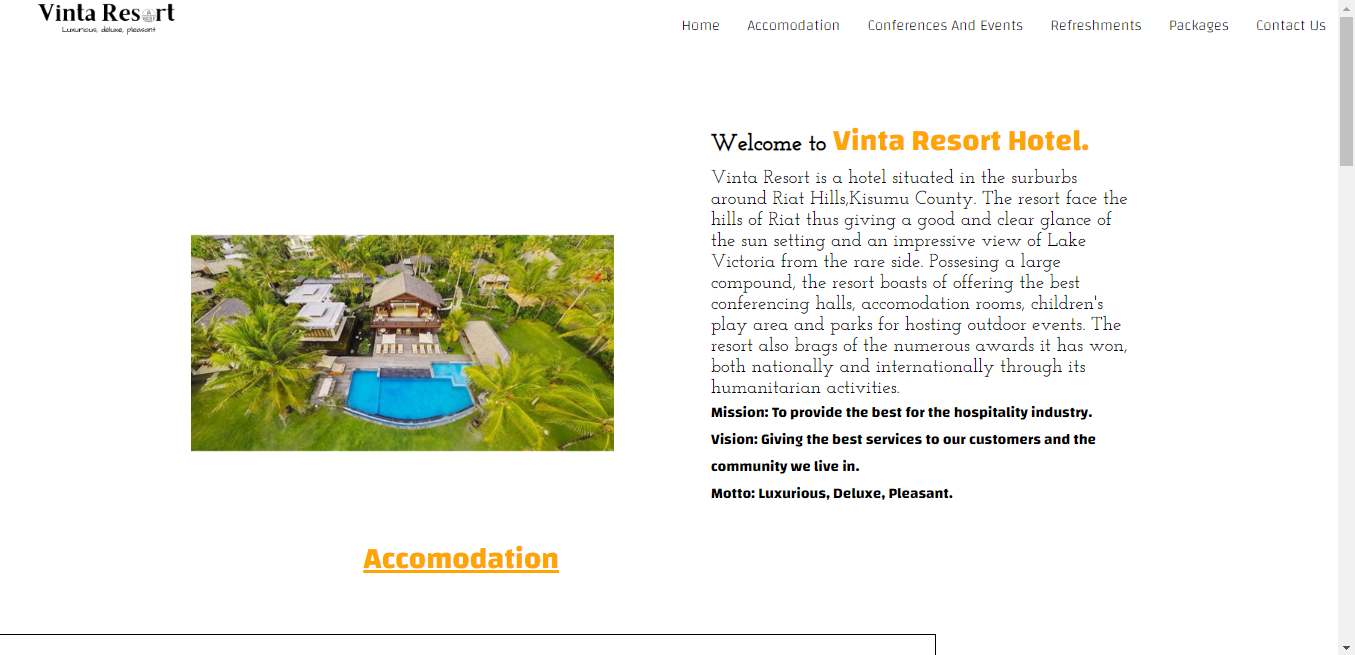 Vinta Resort
Luxurious, deluxe, pleasant
Home Accomodation Conferences And Events Refreshments Packages Contact Us
Welcome to Vinta Resort Hotel.
Vinta Resort is a hotel situated in the surburbs
around Riat Hills,Kisumu County. The resort face the
hills of Riat thus giving a good and clear glance of
the sun setting and an impressive view of Lake
Victoria from the rare side. Possesing a large
compound, the resort boasts of offering the best
conferencing halls, accomodation rooms, children's
play area and parks for hosting outdoor events. The
resort also brags of the numerous awards it has won,
both nationally and internationally through its
humanitarian activities.
Mission: To provide the best for the hospitality industry.
Vision: Giving the best services to our customers and the
community we live in.
Motto: Luxurious, Deluxe, Pleasant.
Accomodation